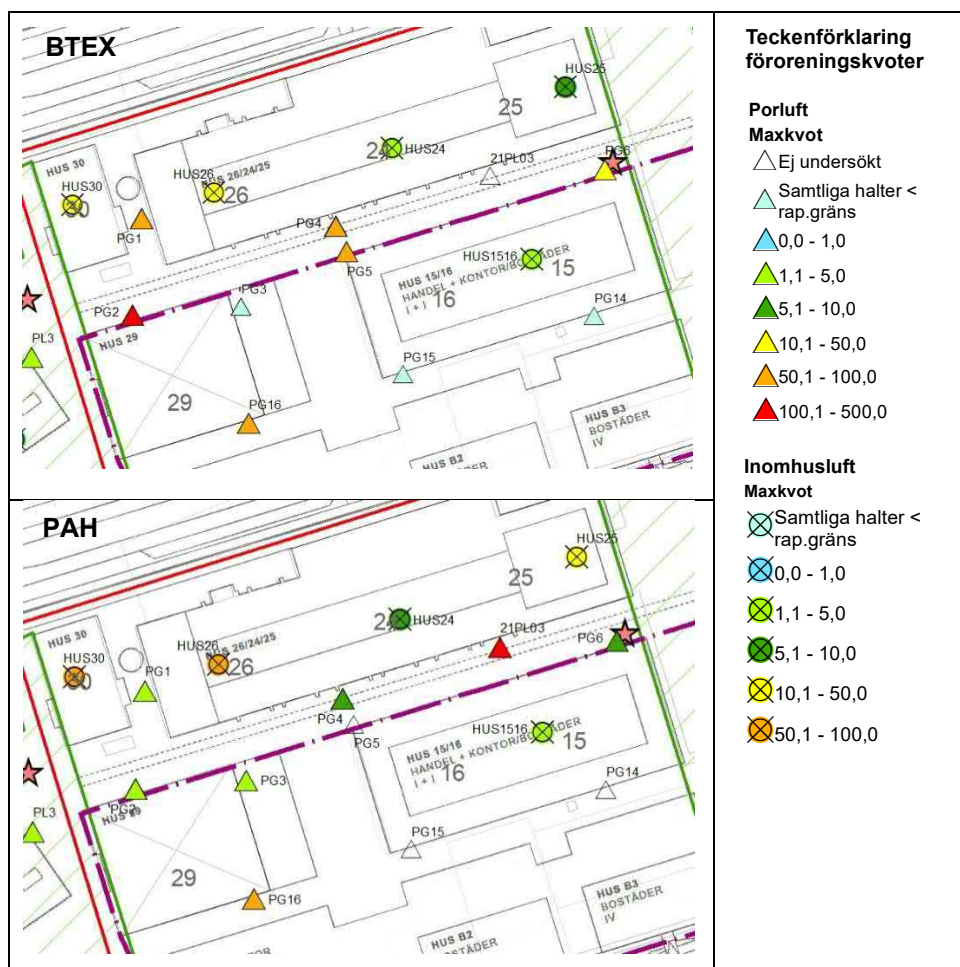 BTEX
HUS25
25
24
HUS24
HUS 30
HUS30
30
HUS26
HUS 26/24/25
26
21PL03
PG6
PG1
PG4
PG5
HUS1516
15
HUS 15/16
HANDEL + KONTOR/BOSTÄDER
I + I
16
PG2
PG3
PG14
PL3
HUS 29
PG15
29
PG16
HUS B3
BOSTÄDER
IV
HUS B2
PAH
HUS25
25
24
HUS24
HUS 30
HUS30
30
HUS26
HUS 26/24/25
26
21PL03
PG6
PG1
PG4
PG5
HUS1516
15
HUS 15/16
HANDEL + KONTOR/BOSTÄDER
I + I
16
PG3
PG14
PG2
PL3
HUS 29
PG15
29
PG16
HUS B3
BOSTÄDER
IV
HUS B2
BOSTÄDER
Teckenförklaring
föroreningskvoter
Porluft
Maxkvot
Ej undersökt
Samtliga halter <
rap.gräns
0,0 - 1,0
1,1 - 5,0
5,1 - 10,0
10,1 - 50,0
50,1 - 100,0
100,1 - 500,0
Inomhusluft
Maxkvot
Samtliga halter <
rap.gräns
0,0 - 1,0
1,1 - 5,0
5,1 - 10,0
10,1 - 50,0
50,1 - 100,0